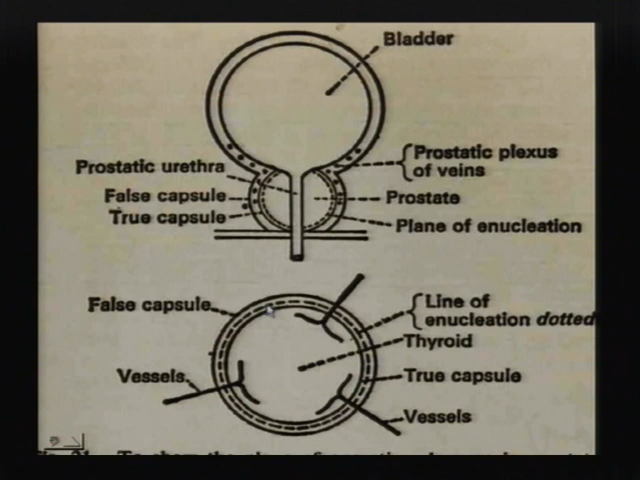 Bladder
Prostatic plexus
of veins
Prostatic urethra
False capsule
Prostate
True capsule
Plane of enucleation
False capsule
Line of
enucleation dotted
Thyroid
Vessels
True capsule
Vessels